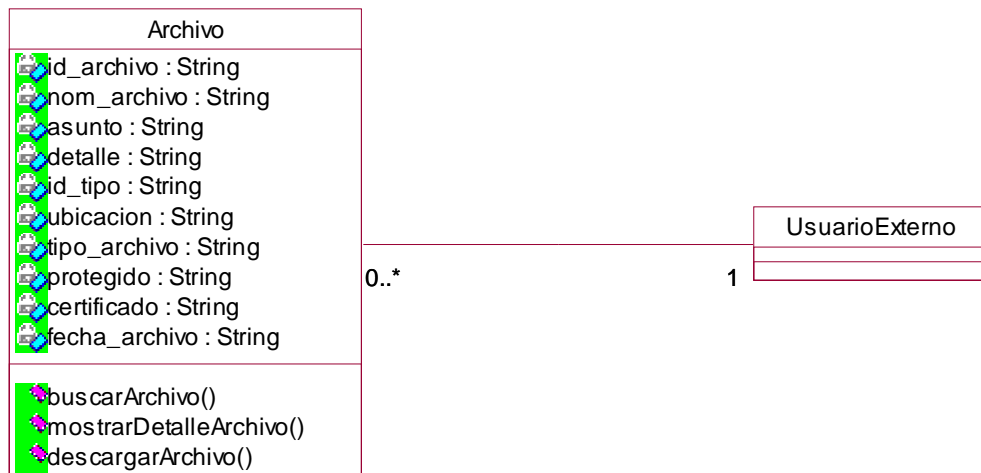 Archivo
id_archivo : String
nom_archivo : String
asunto : String
detalle : String
id_tipo : String
ubicacion : String
tipo_archivo : String
protegido : String
certificado : String
fecha_archivo : String
buscarArchivo()
mostrarDetalleArchivo()
descargarArchivo()
0..*
1
UsuarioExterno